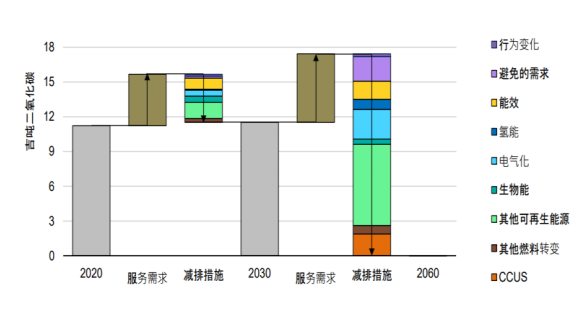 吉吨二氧化碳
18
15
12
9
6
3
0
2020
服务需求
减排措施
2030
服务需求
减排措施
2060
行为变化
避免的需求
能效
氢能
电气化
生物能
其他可再生能源
其他燃料转变
CCUS